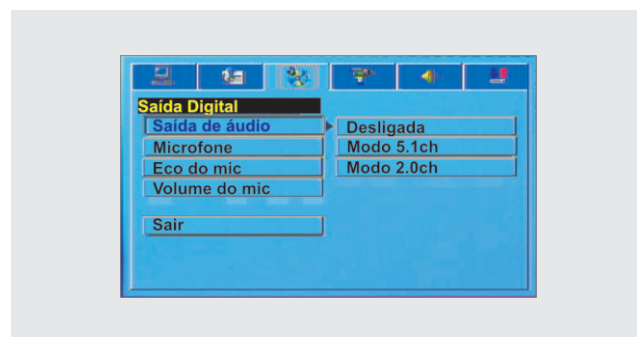 Saída Digital
Saída de áudio
Desligada
Microfone
Modo 5.1ch
Eco do mic
Modo 2.0ch
Volume do mic
Sair